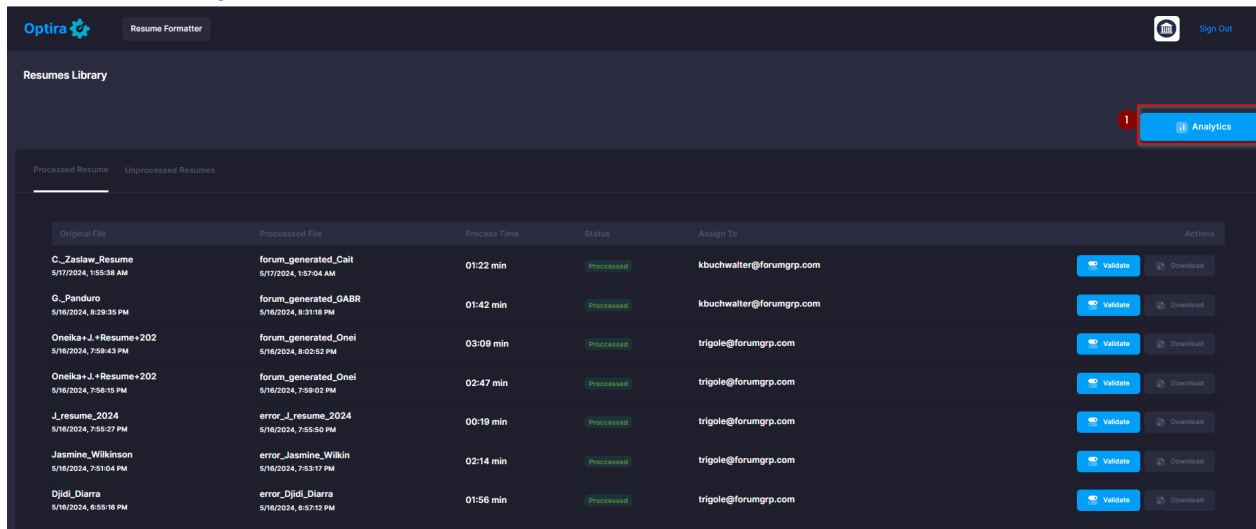 Optira Resume Formatter Sign Out
Resumes Library
1 Analytics
Processed Resume Unprocessed Resumes
Original File Proccessed File Process Time Status Assign To Actions
C._Zaslaw_Resume forum_generated_Cait 01:22 min Proccessed kbuchwalter@forumgrp.com Validate Download
5/17/2024, 1:55:38 AM 5/17/2024, 1:57:04 AM
G._Panduro forum_generated_GABR 01:42 min Proccessed kbuchwalter@forumgrp.com Validate Download
5/16/2024, 8:29:35 PM 5/16/2024, 8:31:18 PM
Oneika+J.+Resume+202 forum_generated_Onei 03:09 min Proccessed trigole@forumgrp.com Validate Download
5/16/2024, 7:59:43 PM 5/16/2024, 8:02:52 PM
Oneika+J.+Resume+202 forum_generated_Onei 02:47 min Proccessed trigole@forumgrp.com Validate Download
5/16/2024, 7:56:15 PM 5/16/2024, 7:59:02 PM
J_resume_2024 error_J_resume_2024 00:19 min Proccessed trigole@forumgrp.com Validate Download
5/16/2024, 7:55:27 PM 5/16/2024, 7:55:50 PM
Jasmine_Wilkinson error_Jasmine_Wilkin 02:14 min Proccessed trigole@forumgrp.com Validate Download
5/16/2024, 7:51:04 PM 5/16/2024, 7:53:17 PM
Djidi_Diarra error_Djidi_Diarra 01:56 min Proccessed trigole@forumgrp.com Validate Download
5/16/2024, 6:55:16 PM 5/16/2024, 6:57:12 PM